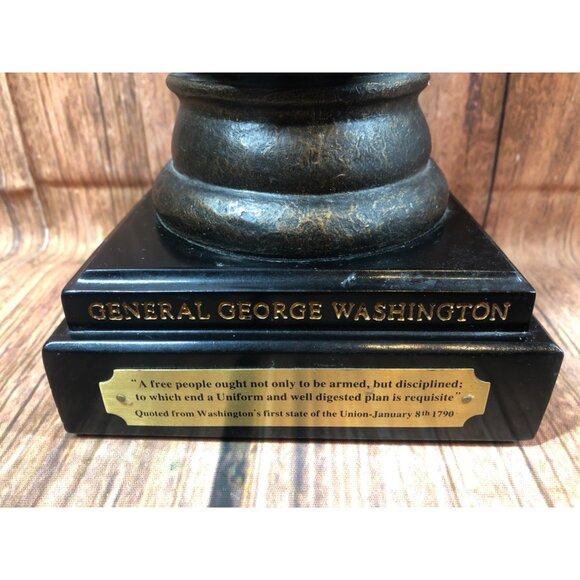 GENERAL GEORGE WASHINGTON
"A free people ought not only to be armed, but disciplined;
to which end a Uniform and well digested plan is requisite"
Quoted from Washington's first state of the Union-January 8th 1790